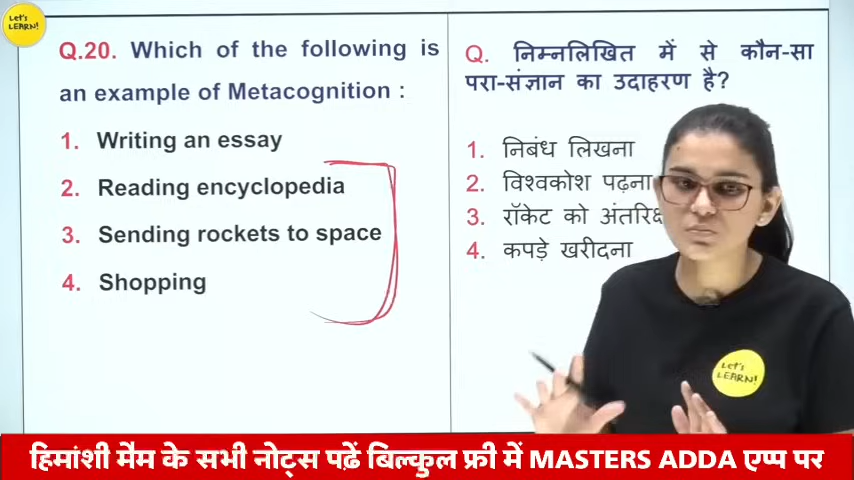 Let's
LEARN!
Q.20. Which of the following is
an example of Metacognition :
1. Writing an essay
2. Reading encyclopedia
3. Sending rockets to space
4. Shopping
Q. निम्नलिखित में से कौन-सा
परा-संज्ञान का उदाहरण है?
1. निबंध लिखना
2. विश्वकोश पढ़ना
3. रॉकेट को अंतरिक्ष
4. कपड़े खरीदना
Let's
LEARN!
हिमांशी मैम के सभी नोट्स पढ़ें बिल्कुल फ्री में MASTERS ADDA एप्प पर